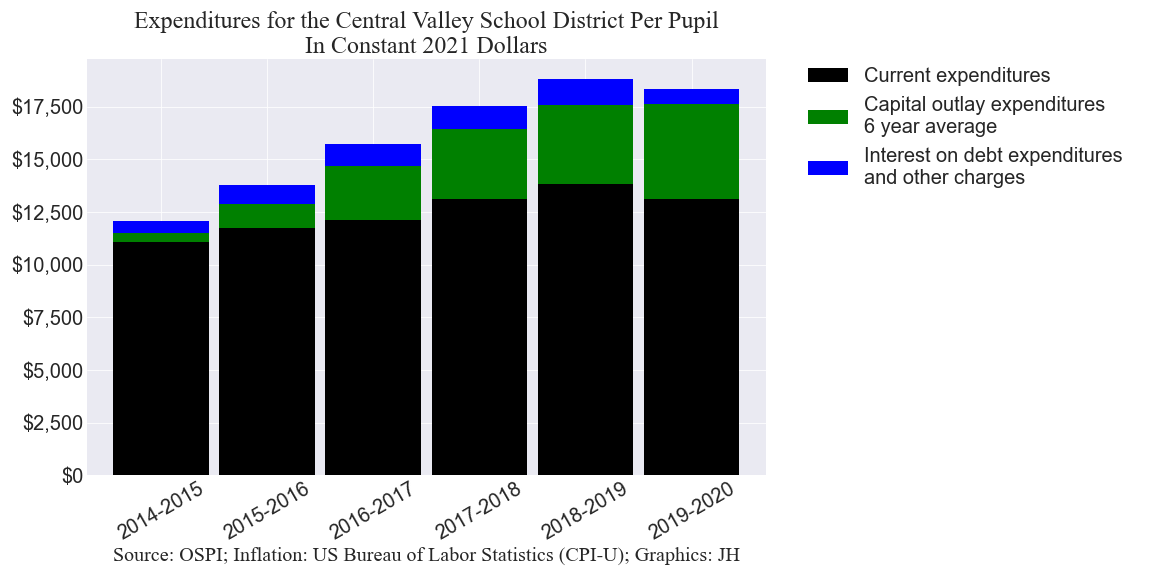 Expenditures for the Central Valley School District Per Pupil
In Constant 2021 Dollars
$17,500
$15,000
$12,500
$10,000
$7,500
$5,000
$2,500
$0
2014-2015
2015-2016
2016-2017
2017-2018
2018-2019
2019-2020
Current expenditures
Capital outlay expenditures
6 year average
Interest on debt expenditures
and other charges
Source: OSPI; Inflation: US Bureau of Labor Statistics (CPI-U); Graphics: JH